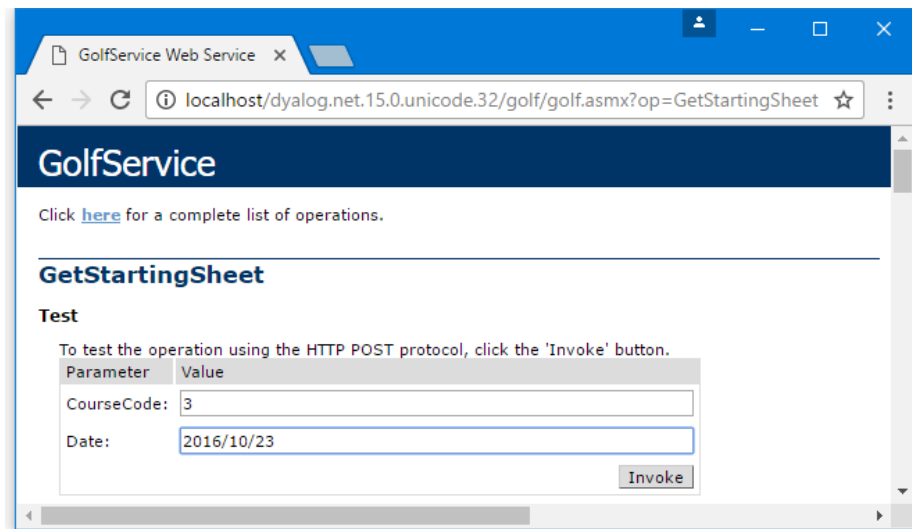 GolfService Web Service
localhost/dyalog.net.15.0.unicode.32/golf/golf.asmx?op=GetStartingSheet
GolfService
Click here for a complete list of operations.
GetStartingSheet
Test
To test the operation using the HTTP POST protocol, click the 'Invoke' button.
Parameter Value
CourseCode: 3
Date: 2016/10/23
Invoke